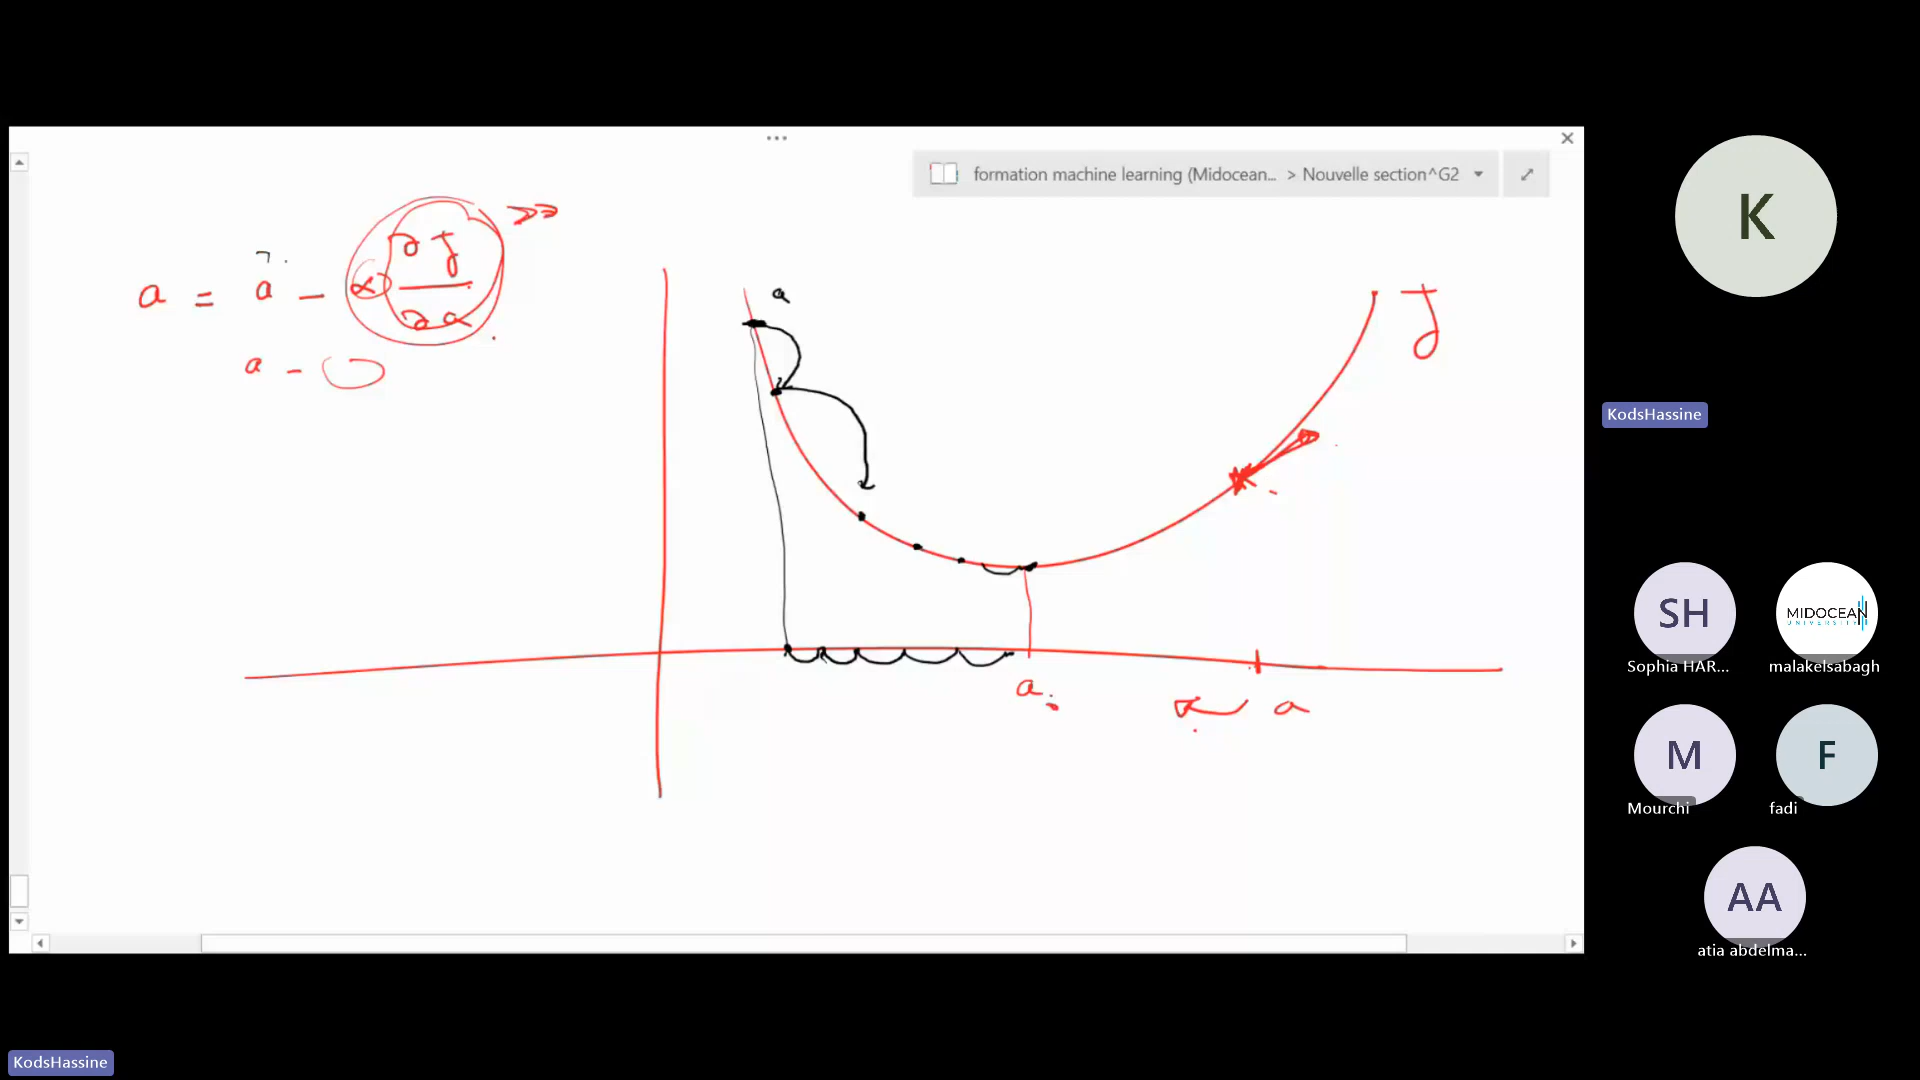 formation machine learning (Midocean... > Nouvelle section^G2
a = a - α ∂J
∂a
a -
a
J
a
a
K
KodsHassine
SH
Sophia HAR...
MIDOCEAN
UNIVERSITY
malakelsabagh
M
Mourchi
F
fadi
AA
atia abdelma...
KodsHassine